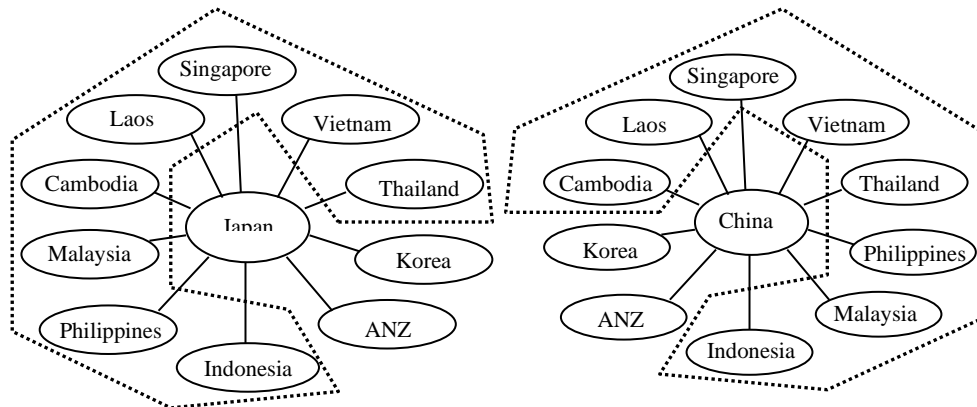 Singapore
Laos
Vietnam
Cambodia
Thailand
Japan
Malaysia
Korea
Philippines
ANZ
Indonesia
Singapore
Laos
Vietnam
Cambodia
Thailand
China
Korea
Philippines
ANZ
Malaysia
Indonesia